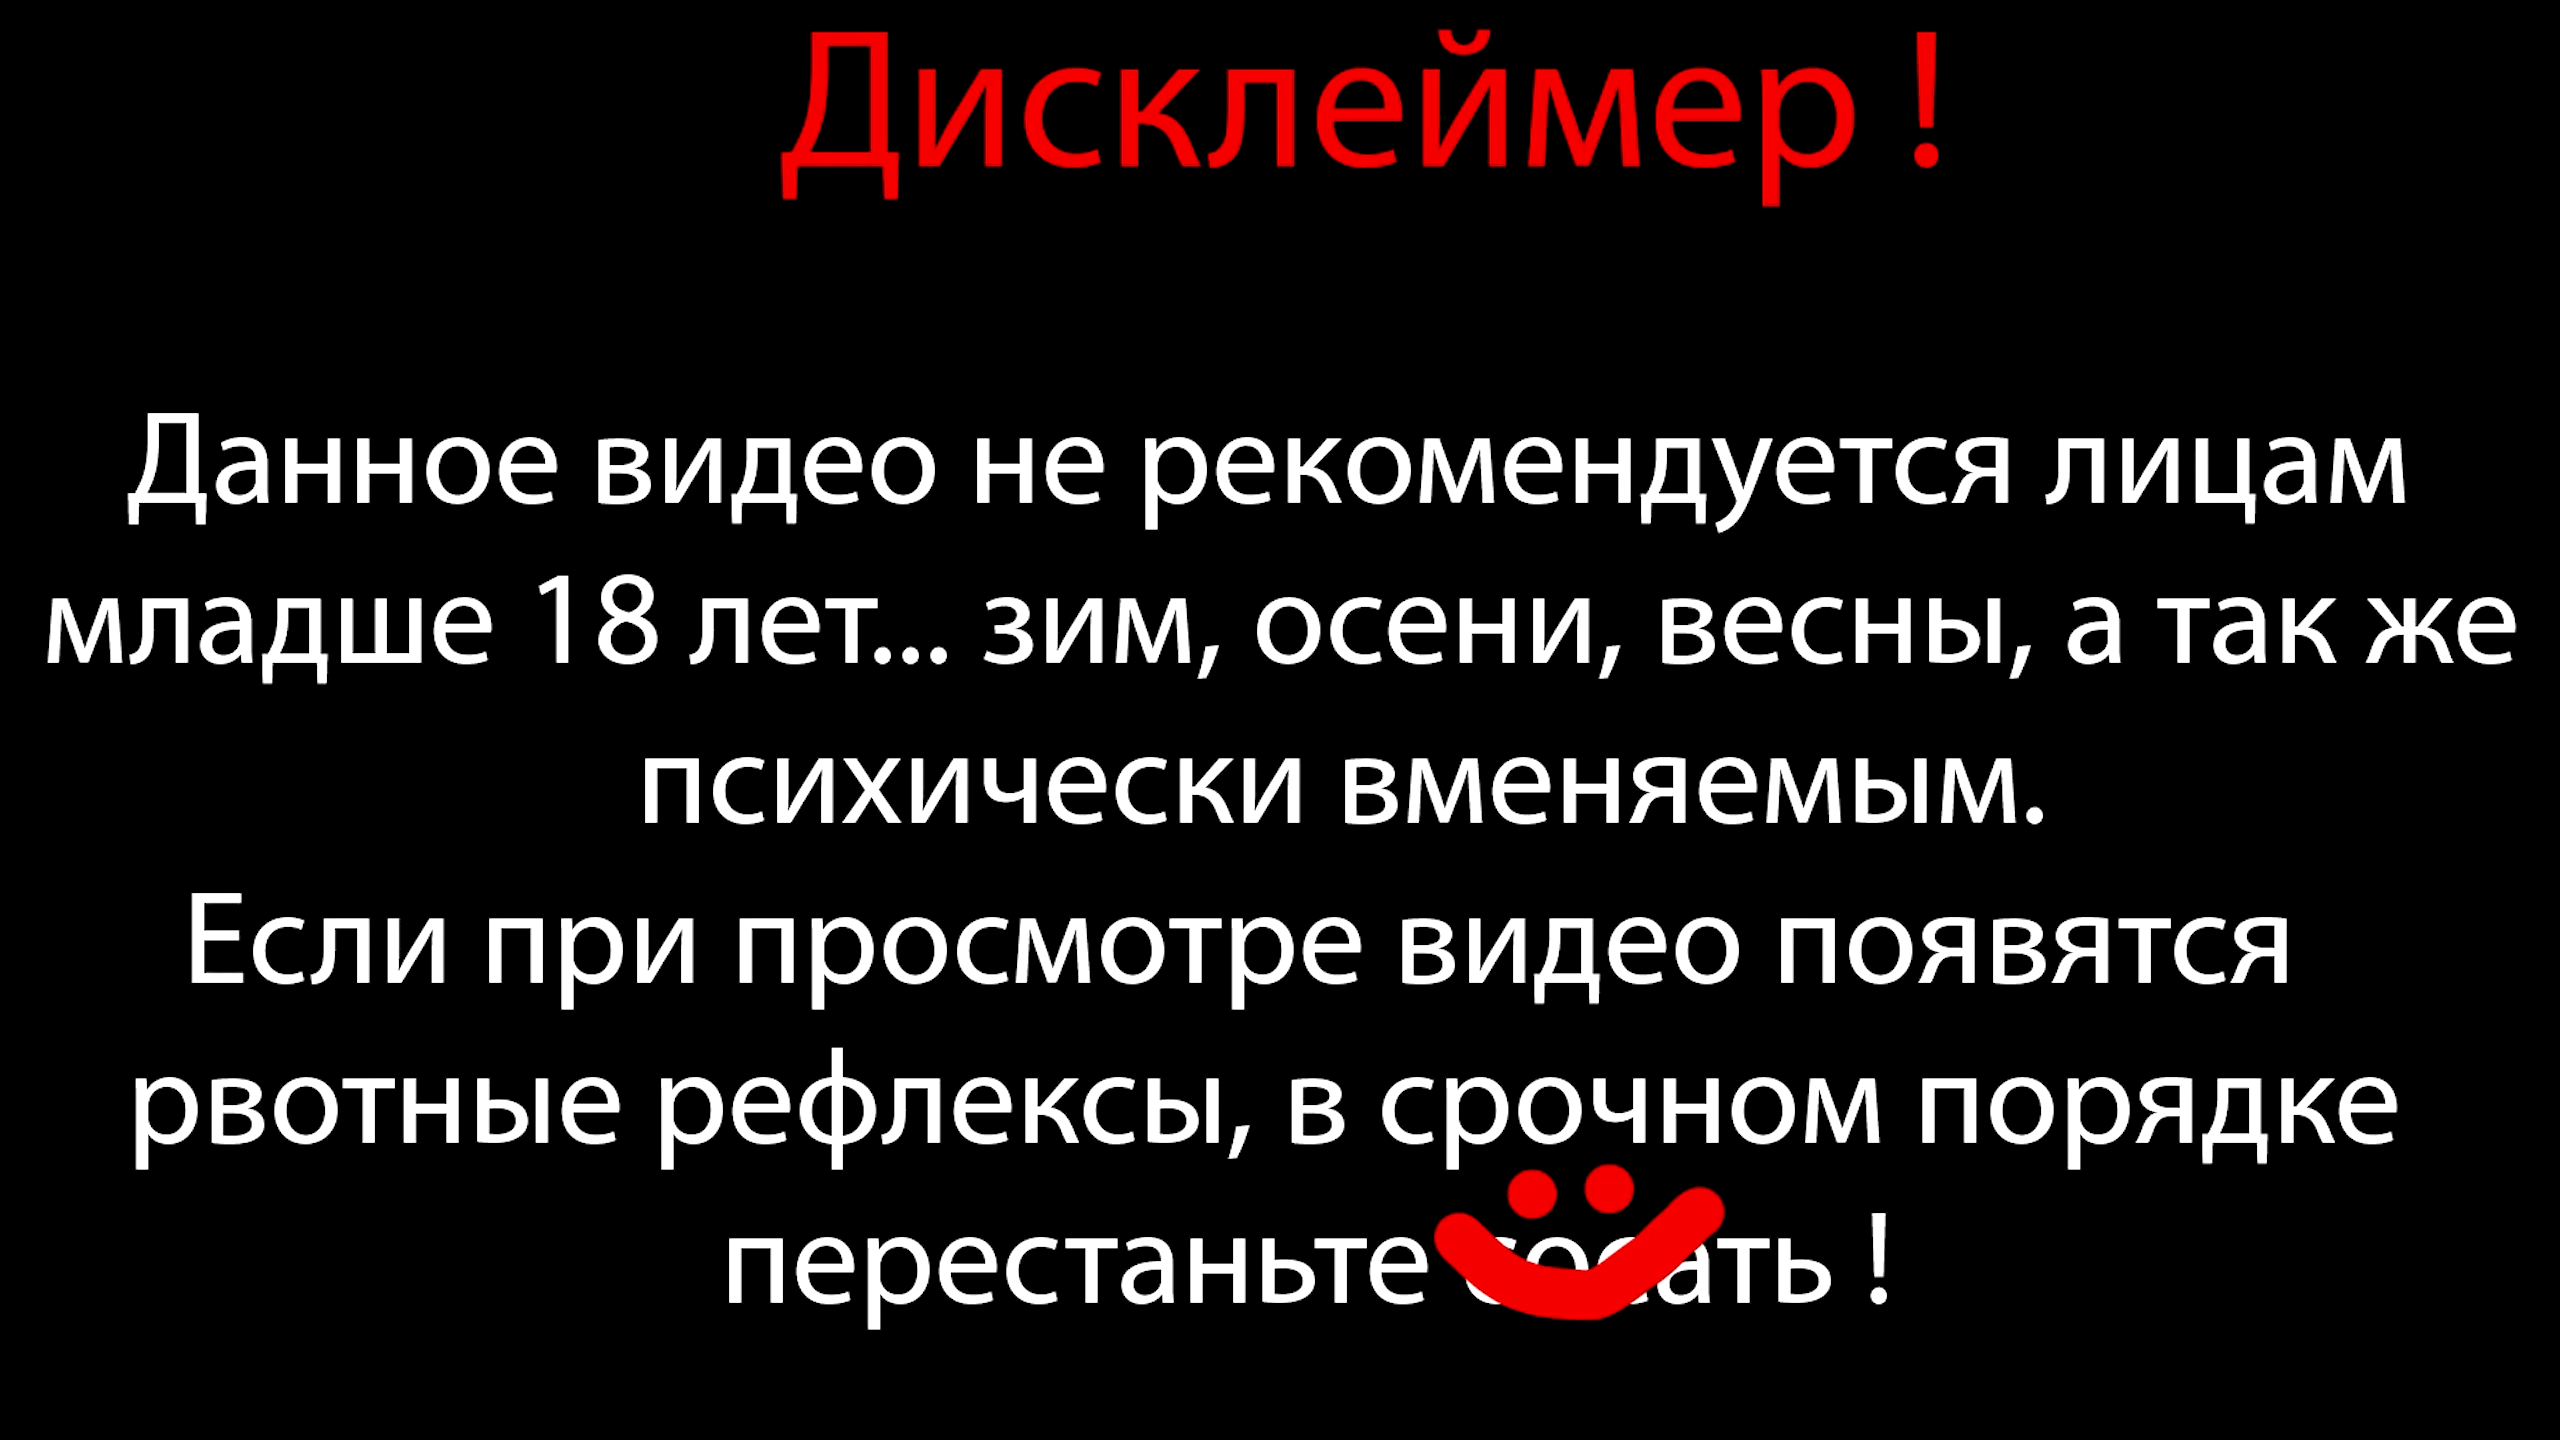 Дисклеймер !
Данное видео не рекомендуется лицам
младше 18 лет... зим, осени, весны, а так же
психически вменяемым.
Если при просмотре видео появятся
рвотные рефлексы, в срочном порядке
перестаньте сосать !